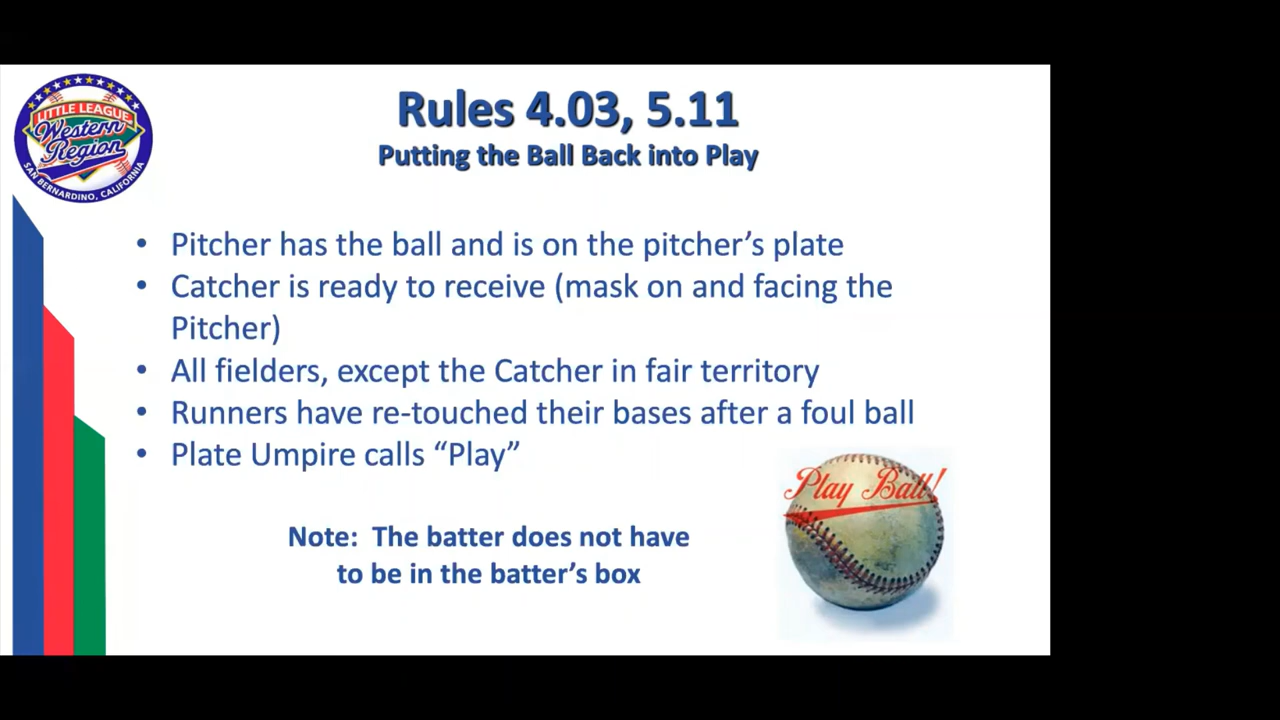 LITTLE LEAGUE
Western
Region
SAN BERNARDINO, CALIFORNIA
Rules 4.03, 5.11
Putting the Ball Back into Play
• Pitcher has the ball and is on the pitcher’s plate
• Catcher is ready to receive (mask on and facing the
Pitcher)
• All fielders, except the Catcher in fair territory
• Runners have re-touched their bases after a foul ball
• Plate Umpire calls “Play”
Play Ball!
Note:  The batter does not have
to be in the batter’s box